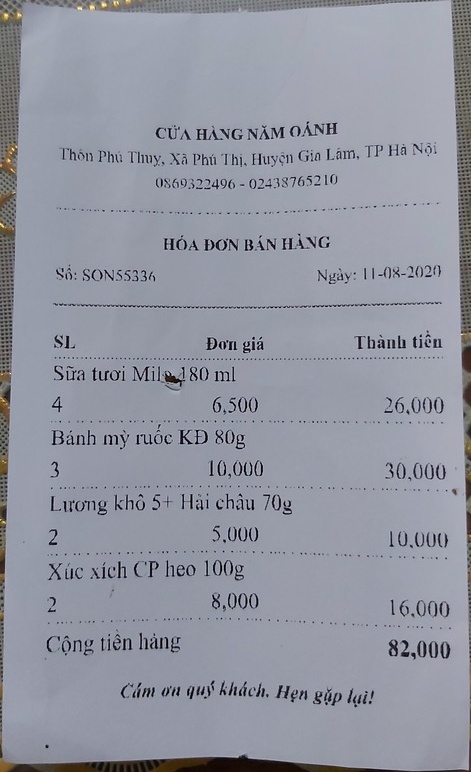 CỬA HÀNG NĂM OÁNH
Thôn Phú Thuy, Xã Phú Thị, Huyện Gia Lâm, TP Hà Nội
0869322496 - 02438765210
HÓA ĐƠN BÁN HÀNG
Số: SON55336 Ngày: 11-08-2020
SL Đơn giá Thành tiền
Sữa tươi Milo 180 ml
4 6,500 26,000
Bánh mỳ ruốc KĐ 80g
3 10,000 30,000
Lương khô 5+ Hải châu 70g
2 5,000 10,000
Xúc xích CP heo 100g
2 8,000 16,000
Cộng tiền hàng 82,000
Cám ơn quý khách. Hẹn gặp lại!